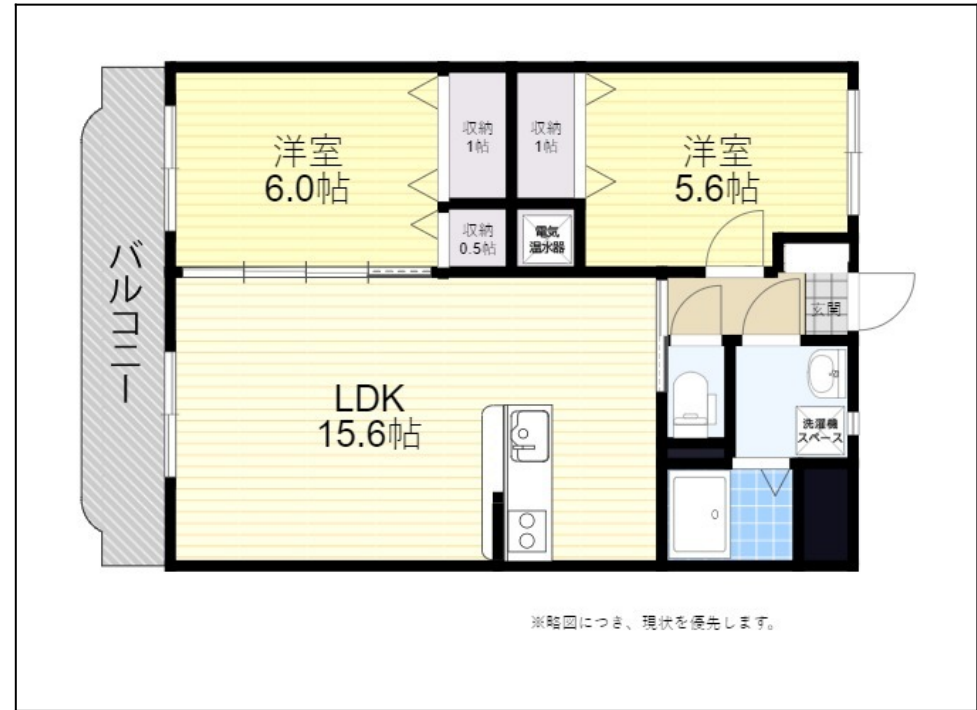 洋室
6.0帖
収納
1帖
収納
1帖
洋室
5.6帖
収納
0.5帖
電気
温水器
バルコニー
玄関
LDK
15.6帖
洗濯機
スペース
※略図につき、現状を優先します。